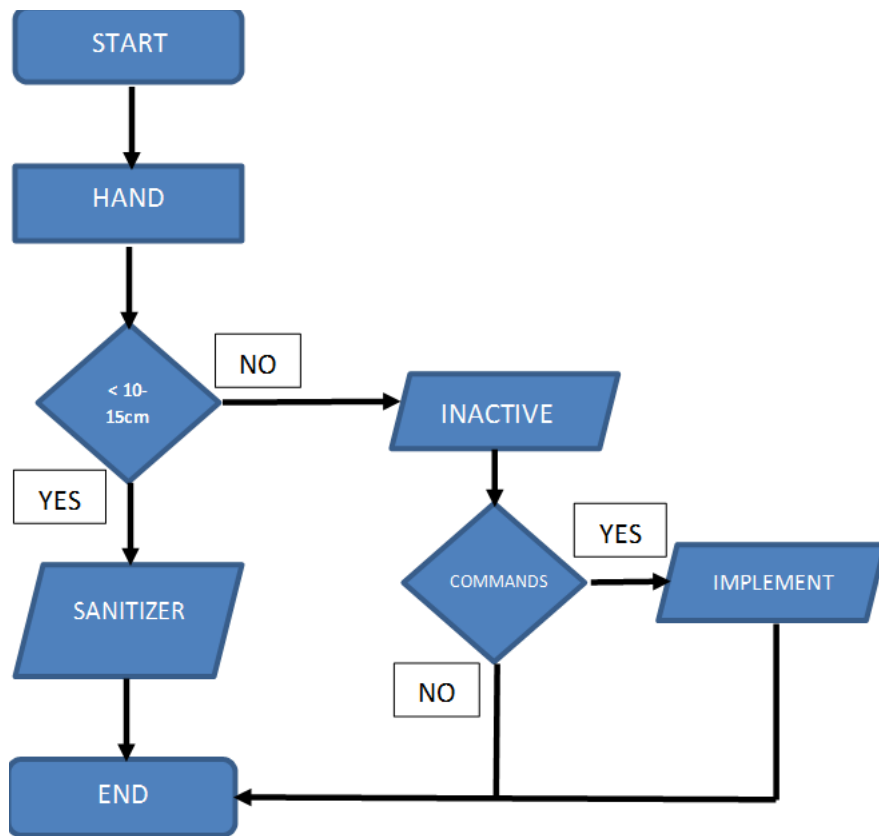 START
HAND
< 10-
15cm
NO
INACTIVE
YES
COMMANDS
YES
IMPLEMENT
SANITIZER
NO
END